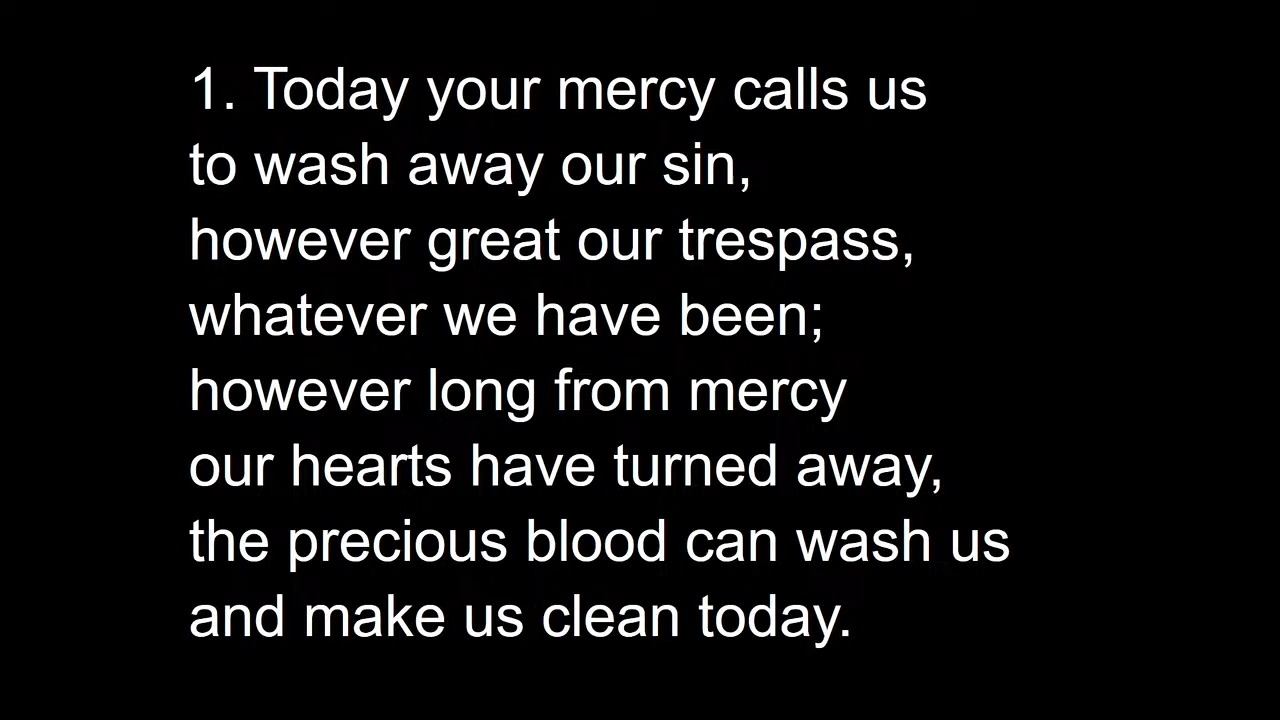 1. Today your mercy calls us
to wash away our sin,
however great our trespass,
whatever we have been;
however long from mercy
our hearts have turned away,
the precious blood can wash us
and make us clean today.